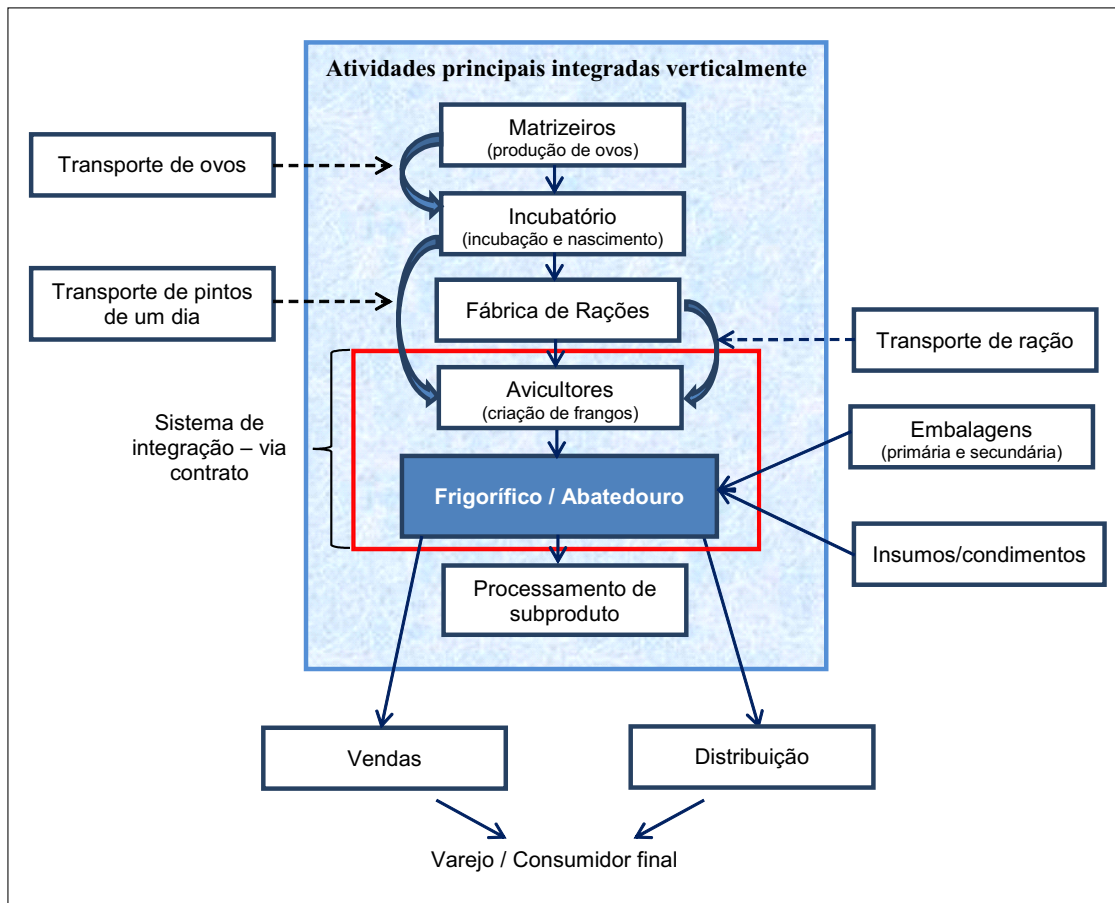 Atividades principais integradas verticalmente
Matrizeiros
(produção de ovos)
Transporte de ovos
Incubatório
(incubação e nascimento)
Transporte de pintos
de um dia
Fábrica de Rações
Transporte de ração
Avicultores
(criação de frangos)
Sistema de
integração – via
contrato
Embalagens
(primária e secundária)
Frigorífico / Abatedouro
Insumos/condimentos
Processamento de
subproduto
Vendas
Distribuição
Varejo / Consumidor final